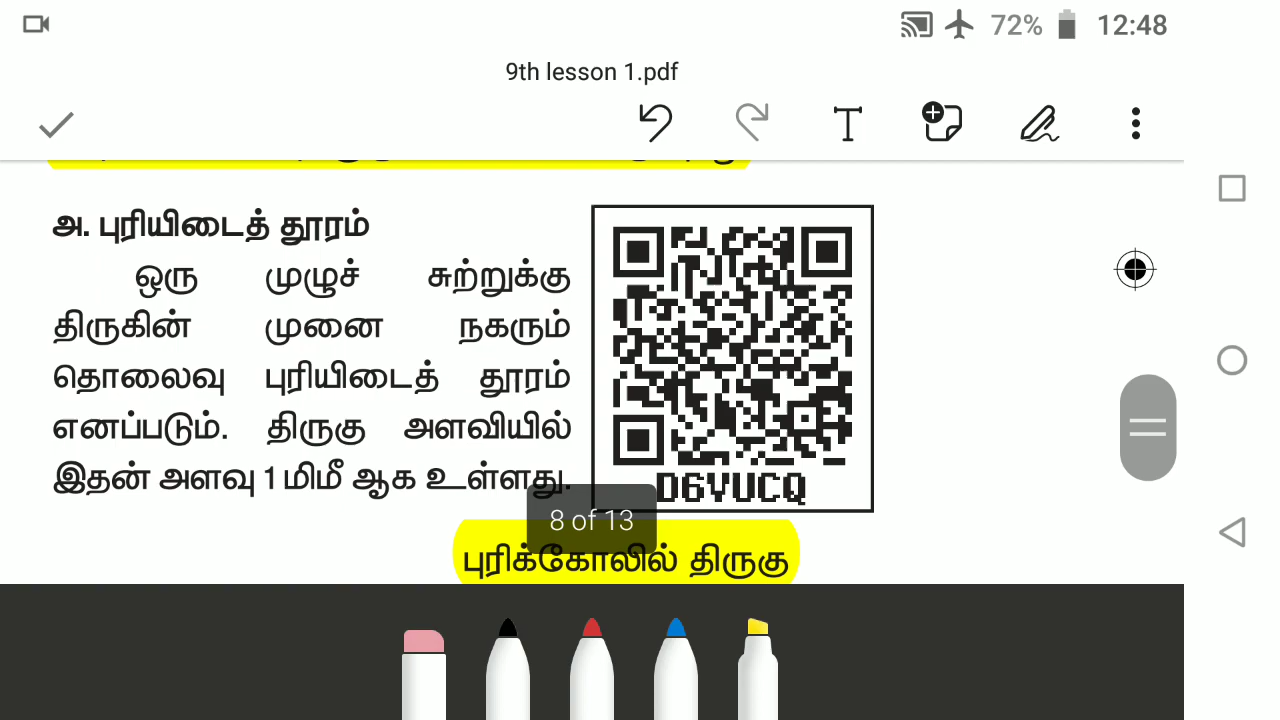 72% 12:48
9th lesson 1.pdf
அ. புரியிடைத் தூரம்
ஒரு முழுச் சுற்றுக்கு
திருகின் முனை நகரும்
தொலைவு புரியிடைத் தூரம்
எனப்படும். திருகு அளவியில்
இதன் அளவு 1 மிமீ ஆக உள்ளது.
D6VUCQ
8 of 13
புரிக்கோலில் திருகு